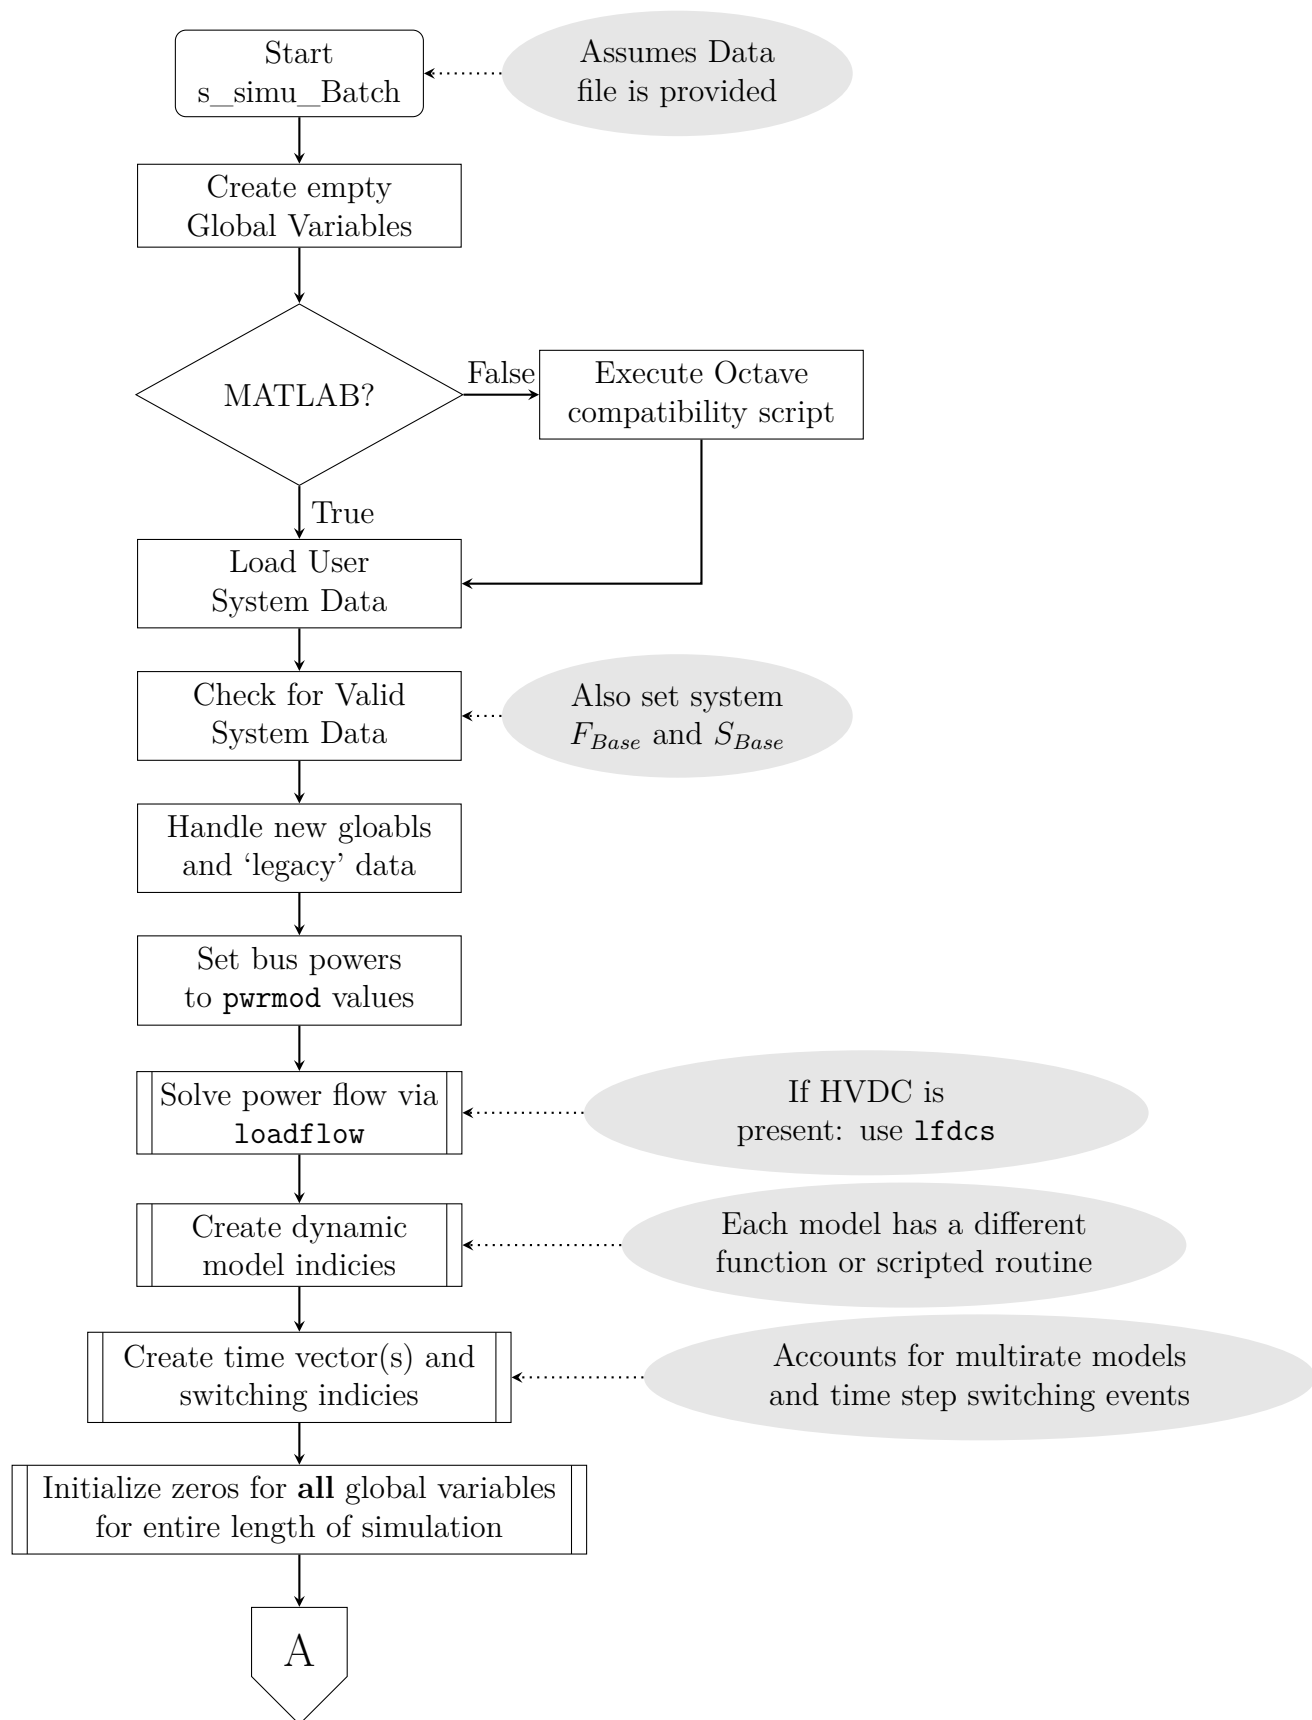 Start
s_simu_Batch
Assumes Data
file is provided
Create empty
Global Variables
MATLAB?
False
Execute Octave
compatibility script
True
Load User
System Data
Check for Valid
System Data
Also set system
F_Base and S_Base
Handle new gloabls
and ‘legacy’ data
Set bus powers
to pwrmod values
Solve power flow via
loadflow
If HVDC is
present: use lfdcs
Create dynamic
model indicies
Each model has a different
function or scripted routine
Create time vector(s) and
switching indicies
Accounts for multirate models
and time step switching events
Initialize zeros for all global variables
for entire length of simulation
A